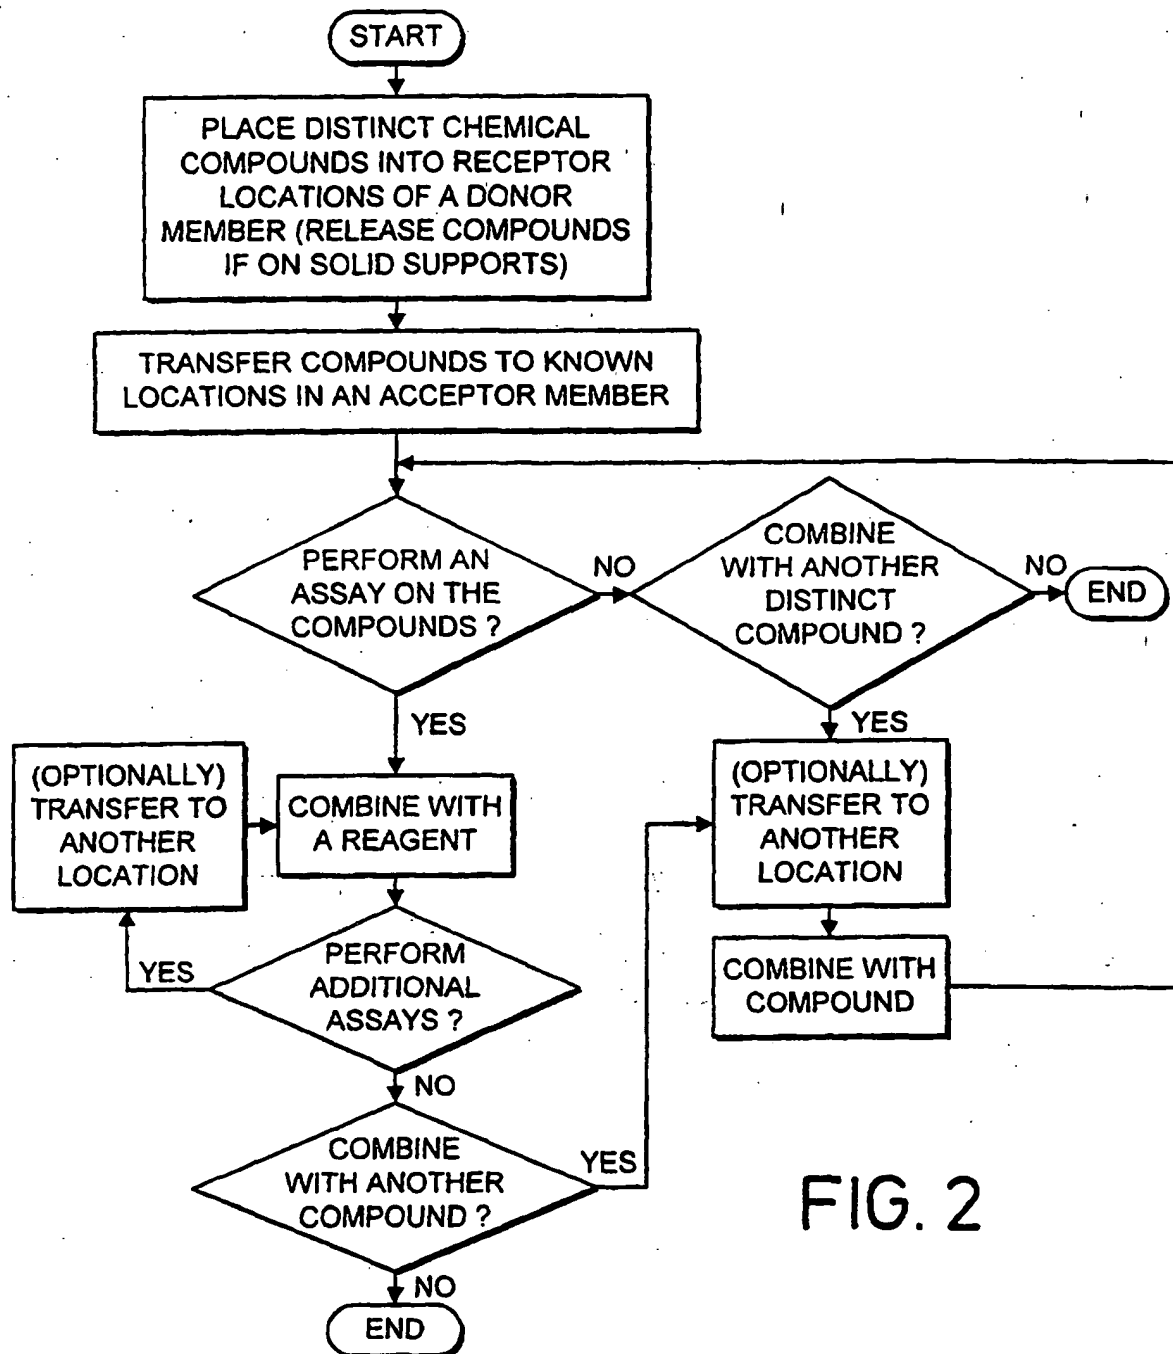 START
PLACE DISTINCT CHEMICAL
COMPOUNDS INTO RECEPTOR
LOCATIONS OF A DONOR
MEMBER (RELEASE COMPOUNDS
IF ON SOLID SUPPORTS)
TRANSFER COMPOUNDS TO KNOWN
LOCATIONS IN AN ACCEPTOR MEMBER
PERFORM AN
ASSAY ON THE
COMPOUNDS ?
NO
COMBINE
WITH ANOTHER
DISTINCT
COMPOUND ?
NO
END
YES
YES
(OPTIONALLY)
TRANSFER TO
ANOTHER
LOCATION
COMBINE WITH
A REAGENT
(OPTIONALLY)
TRANSFER TO
ANOTHER
LOCATION
PERFORM
ADDITIONAL
ASSAYS ?
YES
COMBINE WITH
COMPOUND
NO
COMBINE
WITH ANOTHER
COMPOUND ?
YES
NO
END
FIG. 2